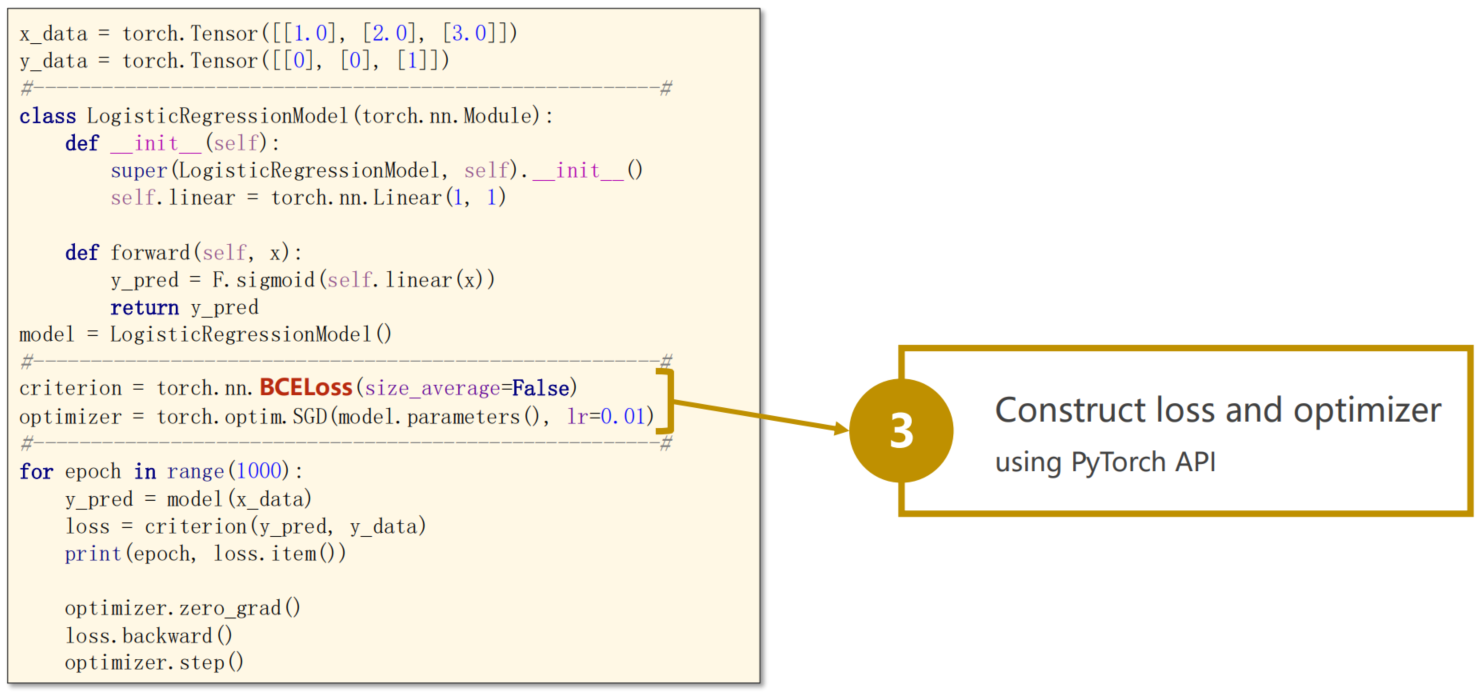 x_data = torch.Tensor([[1.0], [2.0], [3.0]])
y_data = torch.Tensor([[0], [0], [1]])
#-------------------------------------------------------#
class LogisticRegressionModel(torch.nn.Module):
    def __init__(self):
        super(LogisticRegressionModel, self).__init__()
        self.linear = torch.nn.Linear(1, 1)

    def forward(self, x):
        y_pred = F.sigmoid(self.linear(x))
        return y_pred
model = LogisticRegressionModel()
#-------------------------------------------------------#
criterion = torch.nn.BCELoss(size_average=False)
optimizer = torch.optim.SGD(model.parameters(), lr=0.01)
#-------------------------------------------------------#
for epoch in range(1000):
    y_pred = model(x_data)
    loss = criterion(y_pred, y_data)
    print(epoch, loss.item())

    optimizer.zero_grad()
    loss.backward()
    optimizer.step()
3
Construct loss and optimizer
using PyTorch API